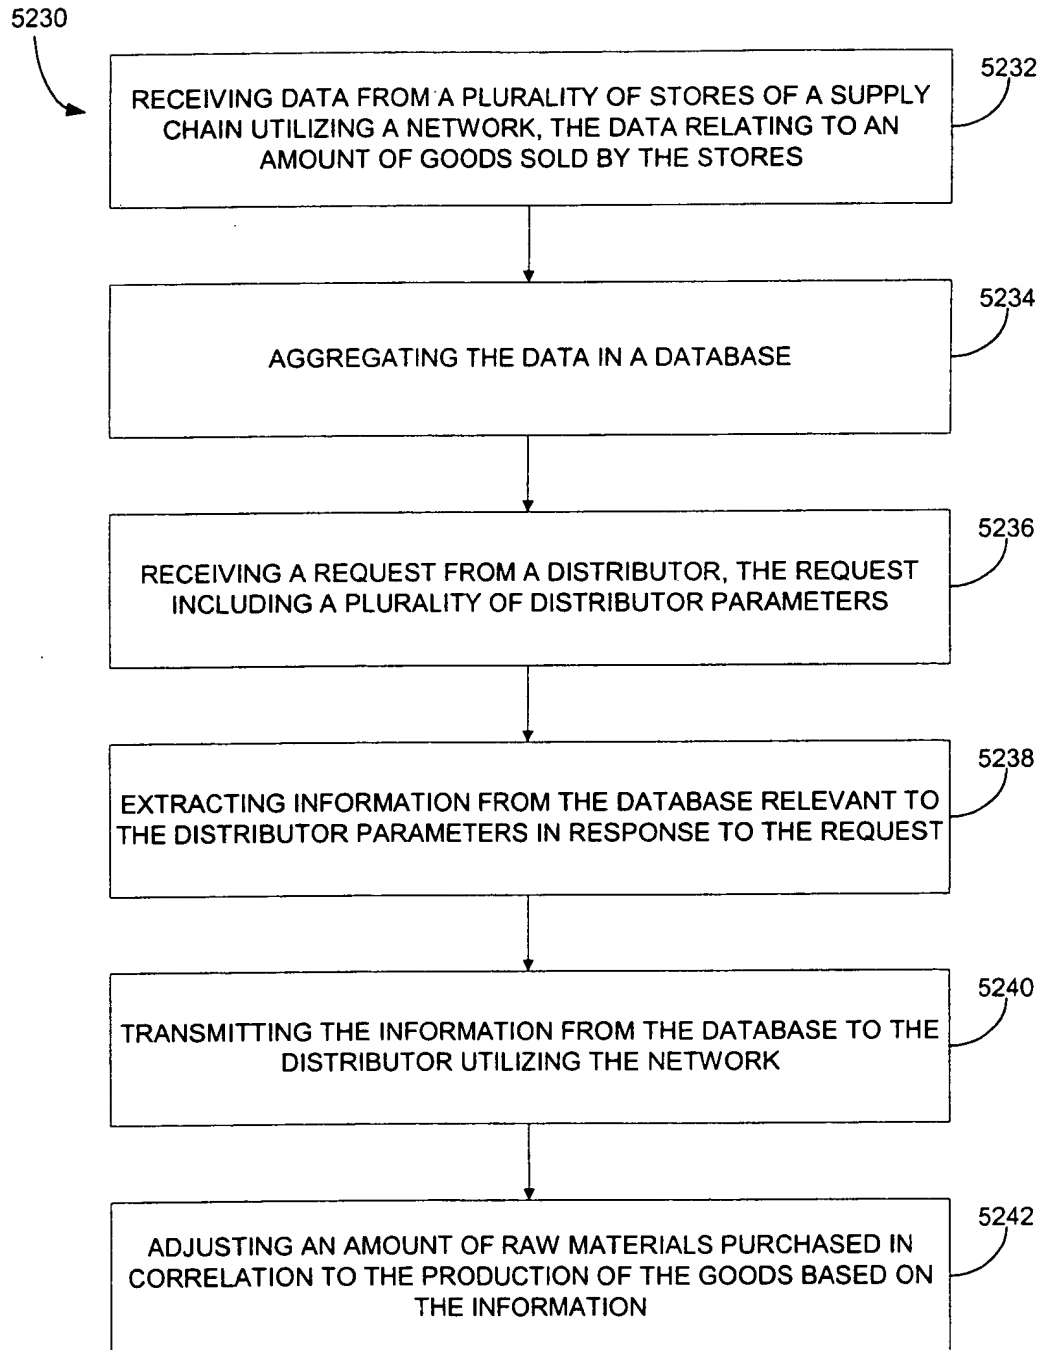 5230
RECEIVING DATA FROM A PLURALITY OF STORES OF A SUPPLY
CHAIN UTILIZING A NETWORK, THE DATA RELATING TO AN
AMOUNT OF GOODS SOLD BY THE STORES
5232
AGGREGATING THE DATA IN A DATABASE
5234
RECEIVING A REQUEST FROM A DISTRIBUTOR, THE REQUEST
INCLUDING A PLURALITY OF DISTRIBUTOR PARAMETERS
5236
EXTRACTING INFORMATION FROM THE DATABASE RELEVANT TO
THE DISTRIBUTOR PARAMETERS IN RESPONSE TO THE REQUEST
5238
TRANSMITTING THE INFORMATION FROM THE DATABASE TO THE
DISTRIBUTOR UTILIZING THE NETWORK
5240
ADJUSTING AN AMOUNT OF RAW MATERIALS PURCHASED IN
CORRELATION TO THE PRODUCTION OF THE GOODS BASED ON
THE INFORMATION
5242